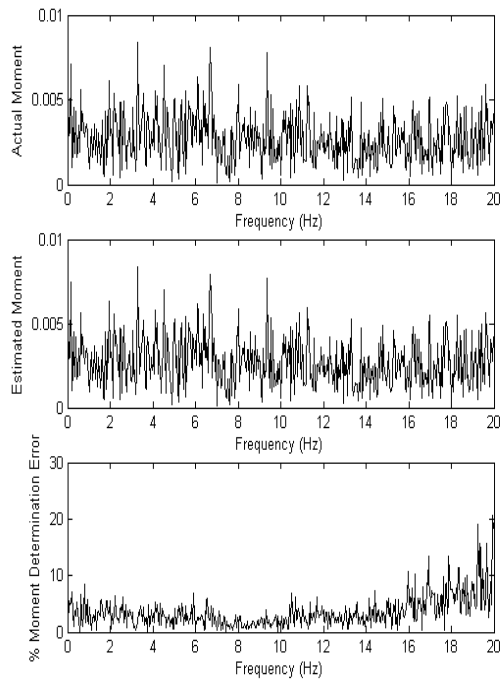 0.01
0.005
0
Actual Moment
0 2 4 6 8 10 12 14 16 18 20
Frequency (Hz)
0.01
0.005
0
Estimated Moment
0 2 4 6 8 10 12 14 16 18 20
Frequency (Hz)
30
20
10
0
% Moment Determination Error
0 2 4 6 8 10 12 14 16 18 20
Frequency (Hz)